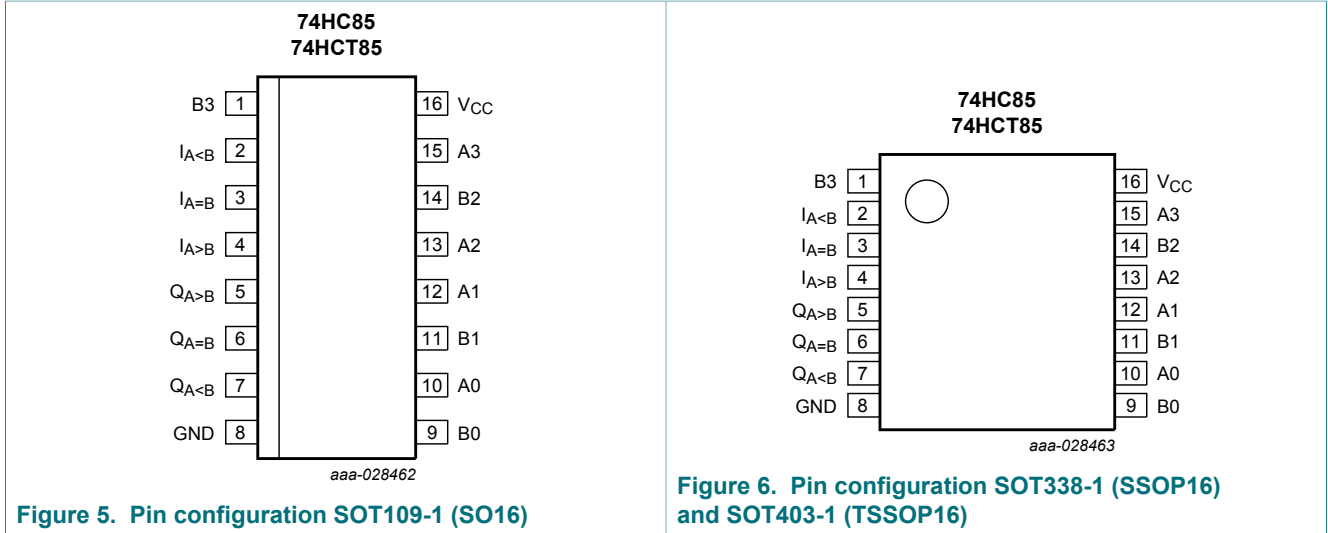 74HC85
74HCT85
B3 1 16 VCC
IA<B 2 15 A3
IA=B 3 14 B2
IA>B 4 13 A2
QA>B 5 12 A1
QA=B 6 11 B1
QA<B 7 10 A0
GND 8 9 B0
aaa-028462
Figure 5. Pin configuration SOT109-1 (SO16)
74HC85
74HCT85
B3 1 16 VCC
IA<B 2 15 A3
IA=B 3 14 B2
IA>B 4 13 A2
QA>B 5 12 A1
QA=B 6 11 B1
QA<B 7 10 A0
GND 8 9 B0
aaa-028463
Figure 6. Pin configuration SOT338-1 (SSOP16)
and SOT403-1 (TSSOP16)